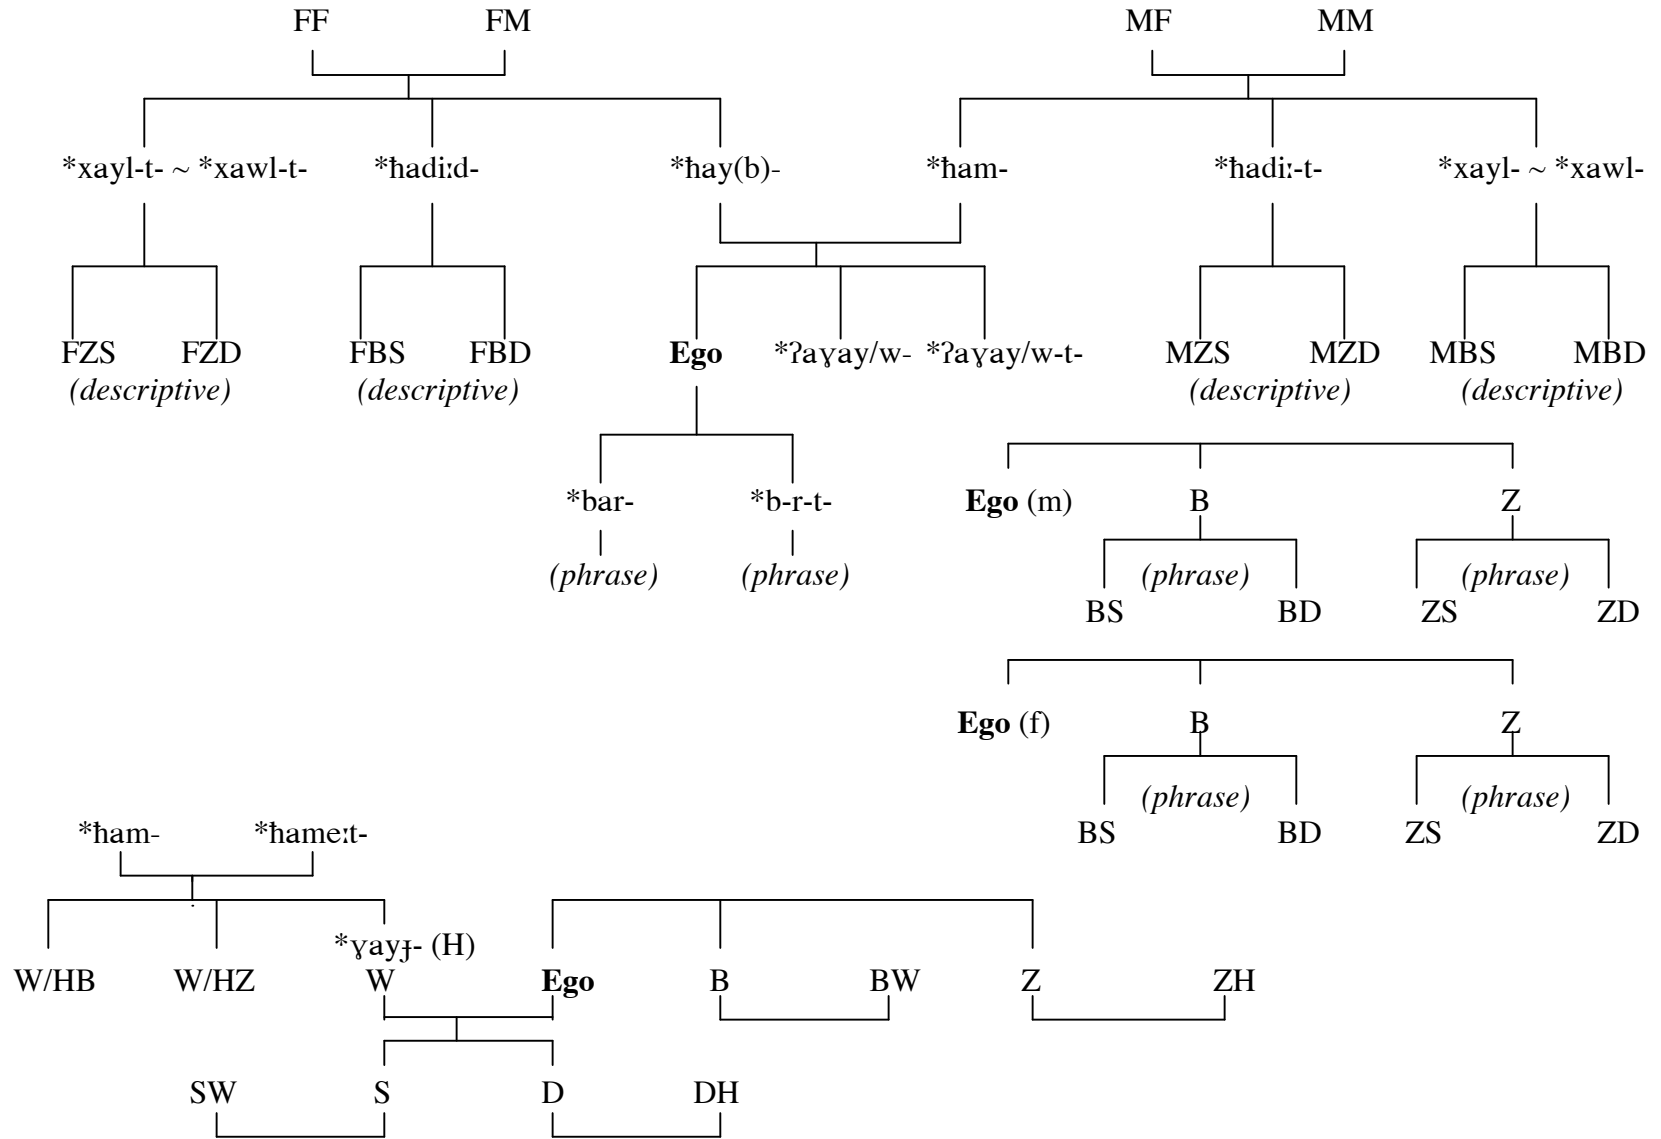 FF FM MF MM
*xayl-t- ~ *xawl-t- *ħadiːd- *ħay(b)- *ħam- *ħadiː-t- *xayl- ~ *xawl-
FZS FZD FBS FBD Ego *ʔaɣay/w- *ʔaɣay/w-t- MZS MZD MBS MBD
(descriptive) (descriptive) (descriptive) (descriptive)
*bar- *b-r-t- Ego (m) B Z
(phrase) (phrase) (phrase) (phrase)
BS BD ZS ZD
Ego (f) B Z
(phrase) (phrase)
*ħam- *ħameːt- BS BD ZS ZD
*ɣayɟ- (H)
W/HB W/HZ W Ego B BW Z ZH
SW S D DH